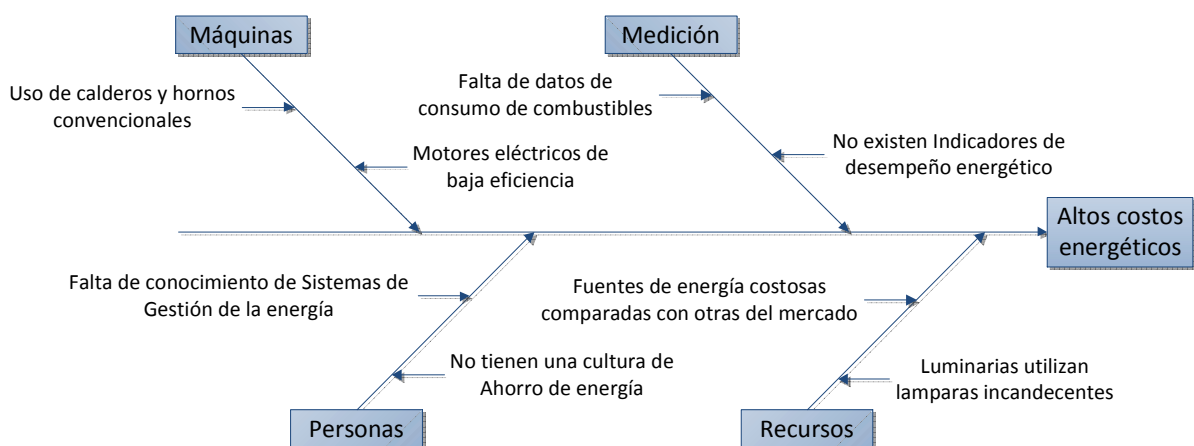 Máquinas
Medición
Uso de calderos y hornos
convencionales
Falta de datos de
consumo de combustibles
Motores eléctricos de
baja eficiencia
No existen Indicadores de
desempeño energético
Altos costos
energéticos
Falta de conocimiento de Sistemas de
Gestión de la energía
Fuentes de energía costosas
comparadas con otras del mercado
No tienen una cultura de
Ahorro de energía
Luminarias utilizan
lamparas incandecentes
Personas
Recursos